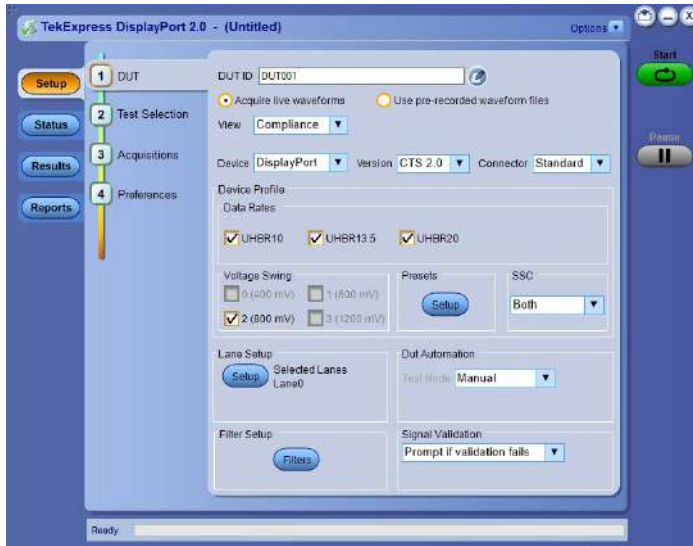 TekExpress DisplayPort 2.0 - (Untitled)
Options
Start
Pause
Setup
Status
Results
Reports
1 DUT
2 Test Selection
3 Acquisitions
4 Preferences
DUT ID DUT001
Acquire live waveforms Use pre-recorded waveform files
View Compliance
Device DisplayPort Version CTS 2.0 Connector Standard
Device Profile
Data Rates
UHBR10 UHBR13.5 UHBR20
Voltage Swing
0 (400 mV) 1 (600 mV)
2 (800 mV) 3 (1200 mV)
Presets
Setup
SSC
Both
Lane Setup
Setup
Selected Lanes
Lane0
Dut Automation
Test Mode Manual
Filter Setup
Filters
Signal Validation
Prompt if validation fails
Ready